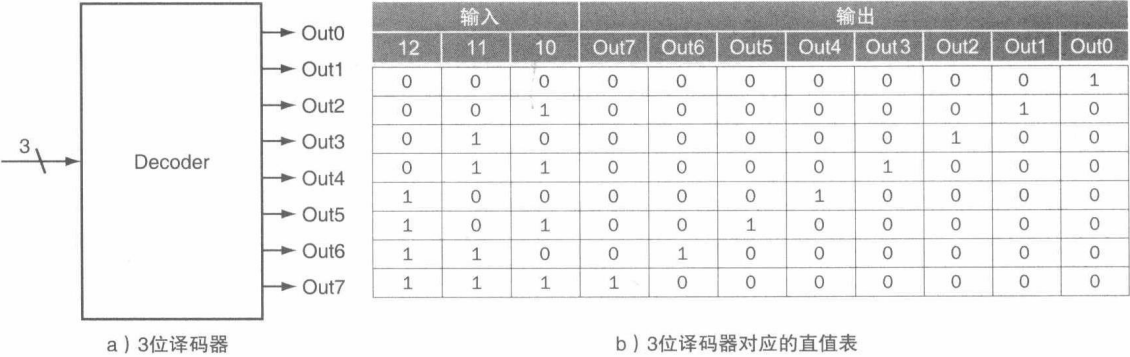 Out0
Out1
Out2
Out3
Out4
Out5
Out6
Out7
3
Decoder
a）3位译码器
输入 输出
12 11 10 Out7 Out6 Out5 Out4 Out3 Out2 Out1 Out0
0 0 0 0 0 0 0 0 0 0 1
0 0 1 0 0 0 0 0 0 1 0
0 1 0 0 0 0 0 0 1 0 0
0 1 1 0 0 0 0 1 0 0 0
1 0 0 0 0 0 1 0 0 0 0
1 0 1 0 0 1 0 0 0 0 0
1 1 0 0 1 0 0 0 0 0 0
1 1 1 1 0 0 0 0 0 0 0
b）3位译码器对应的直值表